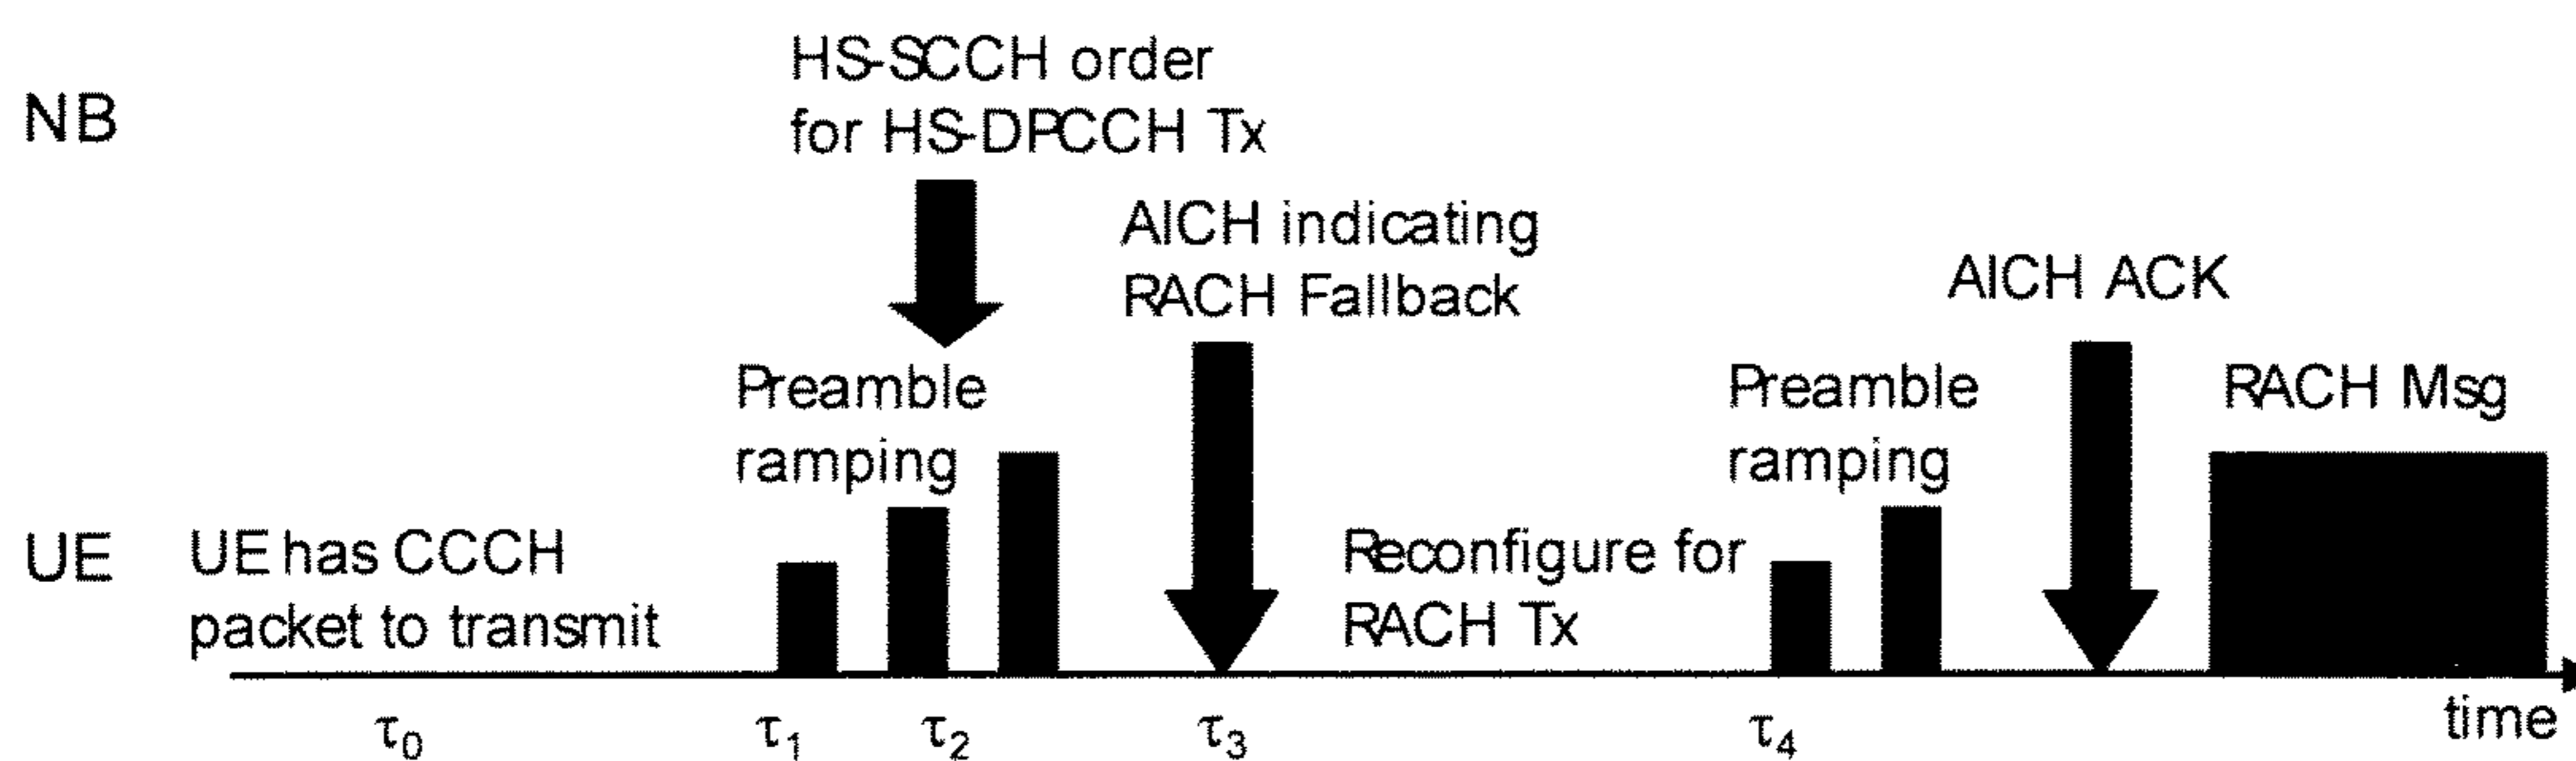 HS-SCCH order
for HS-DPCCH Tx
NB
AICH indicating
RACH Fallback
AICH ACK
Preamble
ramping
Preamble
ramping
RACH Msg
UE
UE has CCCH
packet to transmit
Reconfigure for
RACH Tx
τ0
τ1
τ2
τ3
τ4
time